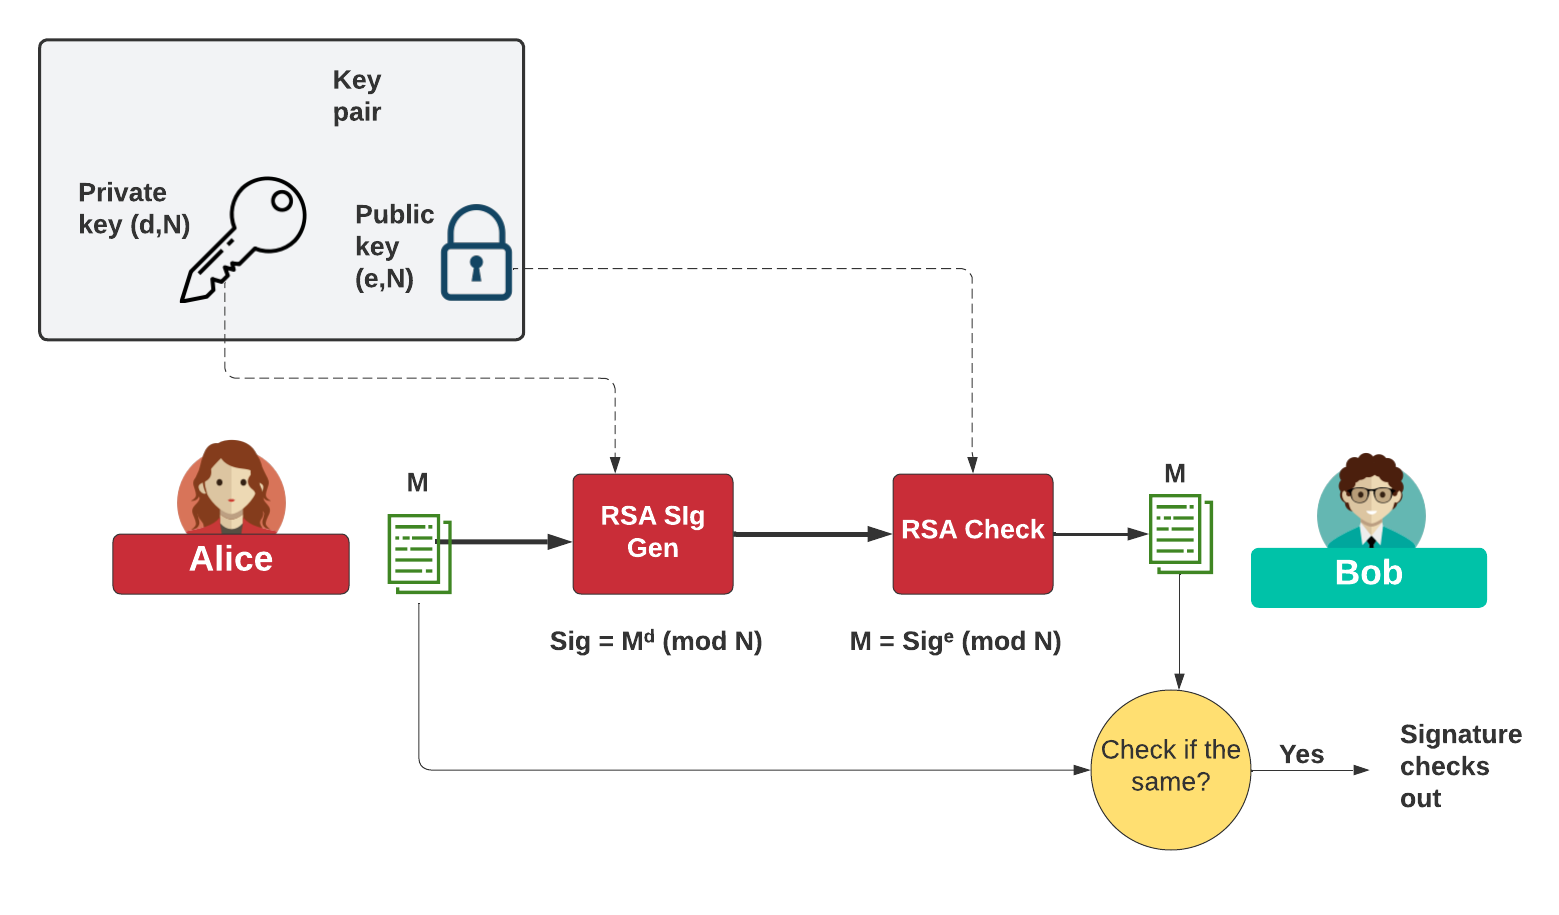 Key
pair
Private
key (d,N)
Public
key
(e,N)
Alice
M
RSA SIg
Gen
RSA Check
M
Bob
Sig = Mᵈ (mod N)
M = Sigᵉ (mod N)
Check if the
same?
Yes
Signature
checks
out